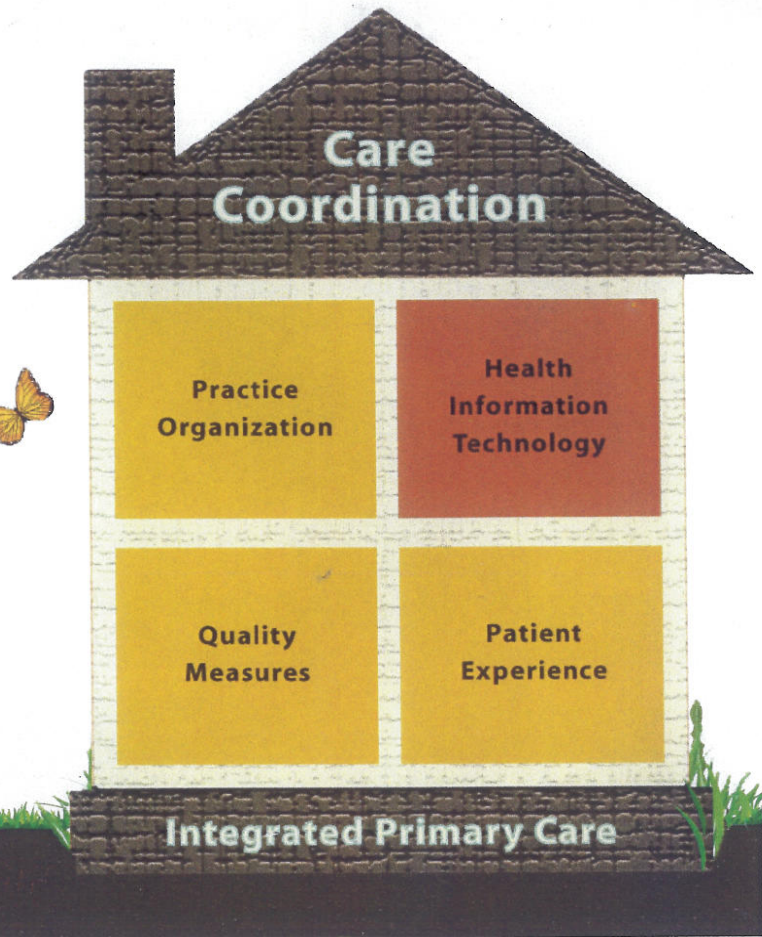 Care
Coordination
Practice
Organization
Health
Information
Technology
Quality
Measures
Patient
Experience
Integrated Primary Care